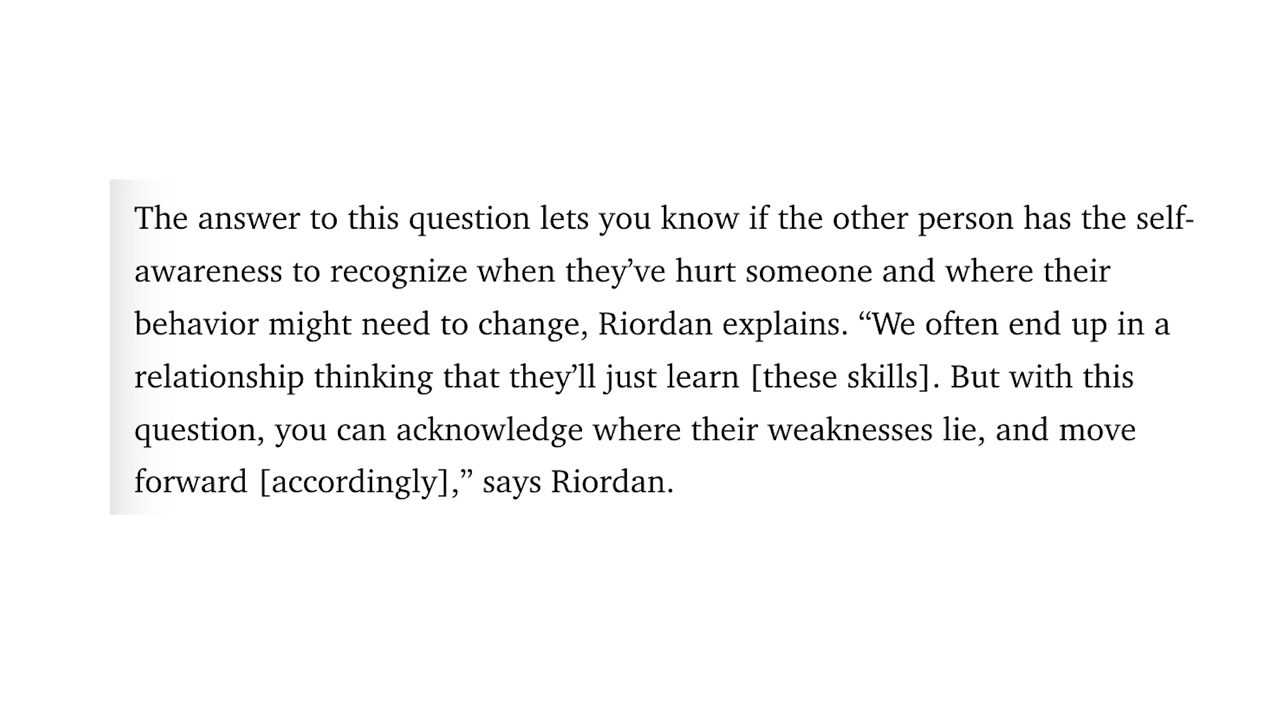 The answer to this question lets you know if the other person has the self-
awareness to recognize when they’ve hurt someone and where their
behavior might need to change, Riordan explains. “We often end up in a
relationship thinking that they’ll just learn [these skills]. But with this
question, you can acknowledge where their weaknesses lie, and move
forward [accordingly],” says Riordan.